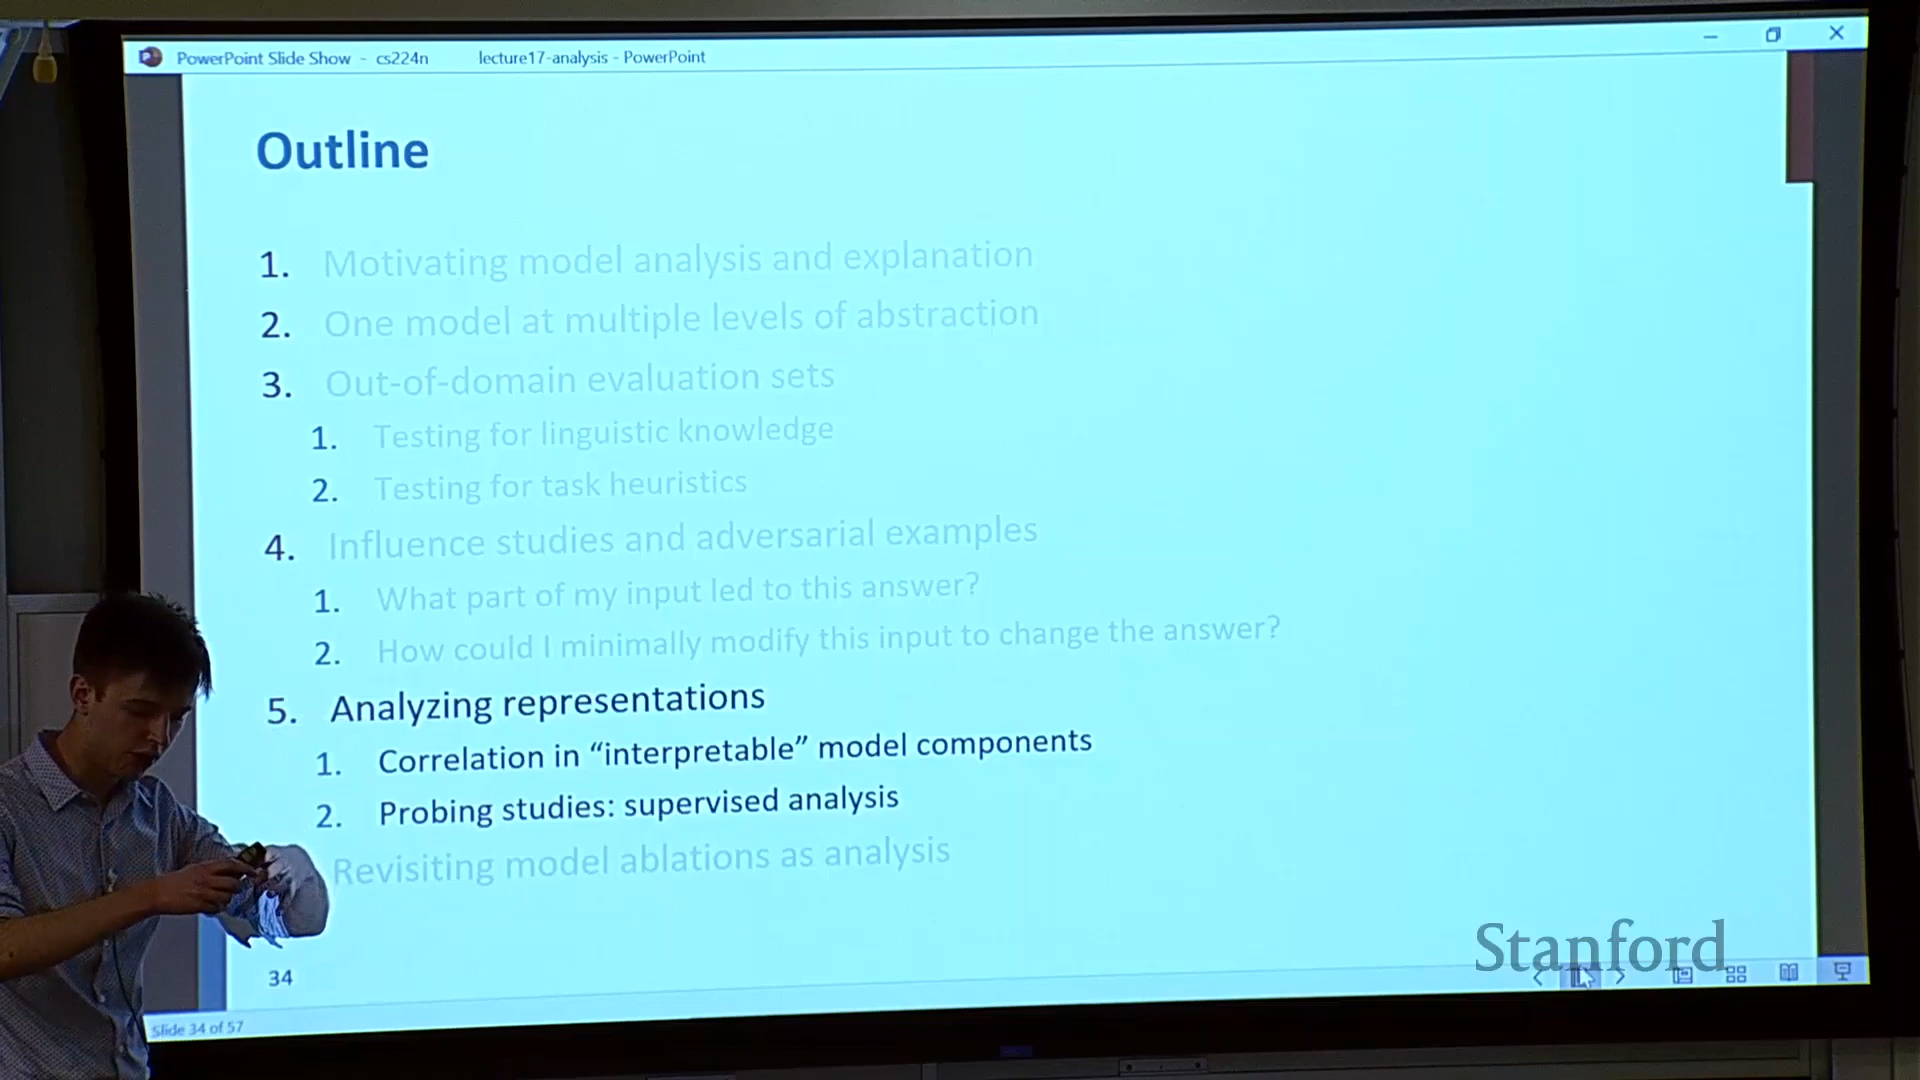 PowerPoint Slide Show - cs224n lecture17-analysis - PowerPoint
Outline
1. Motivating model analysis and explanation
2. One model at multiple levels of abstraction
3. Out-of-domain evaluation sets
1. Testing for linguistic knowledge
2. Testing for task heuristics
4. Influence studies and adversarial examples
1. What part of my input led to this answer?
2. How could I minimally modify this input to change the answer?
5. Analyzing representations
1. Correlation in “interpretable” model components
2. Probing studies: supervised analysis
Revisiting model ablations as analysis
Stanford
34
Slide 34 of 57